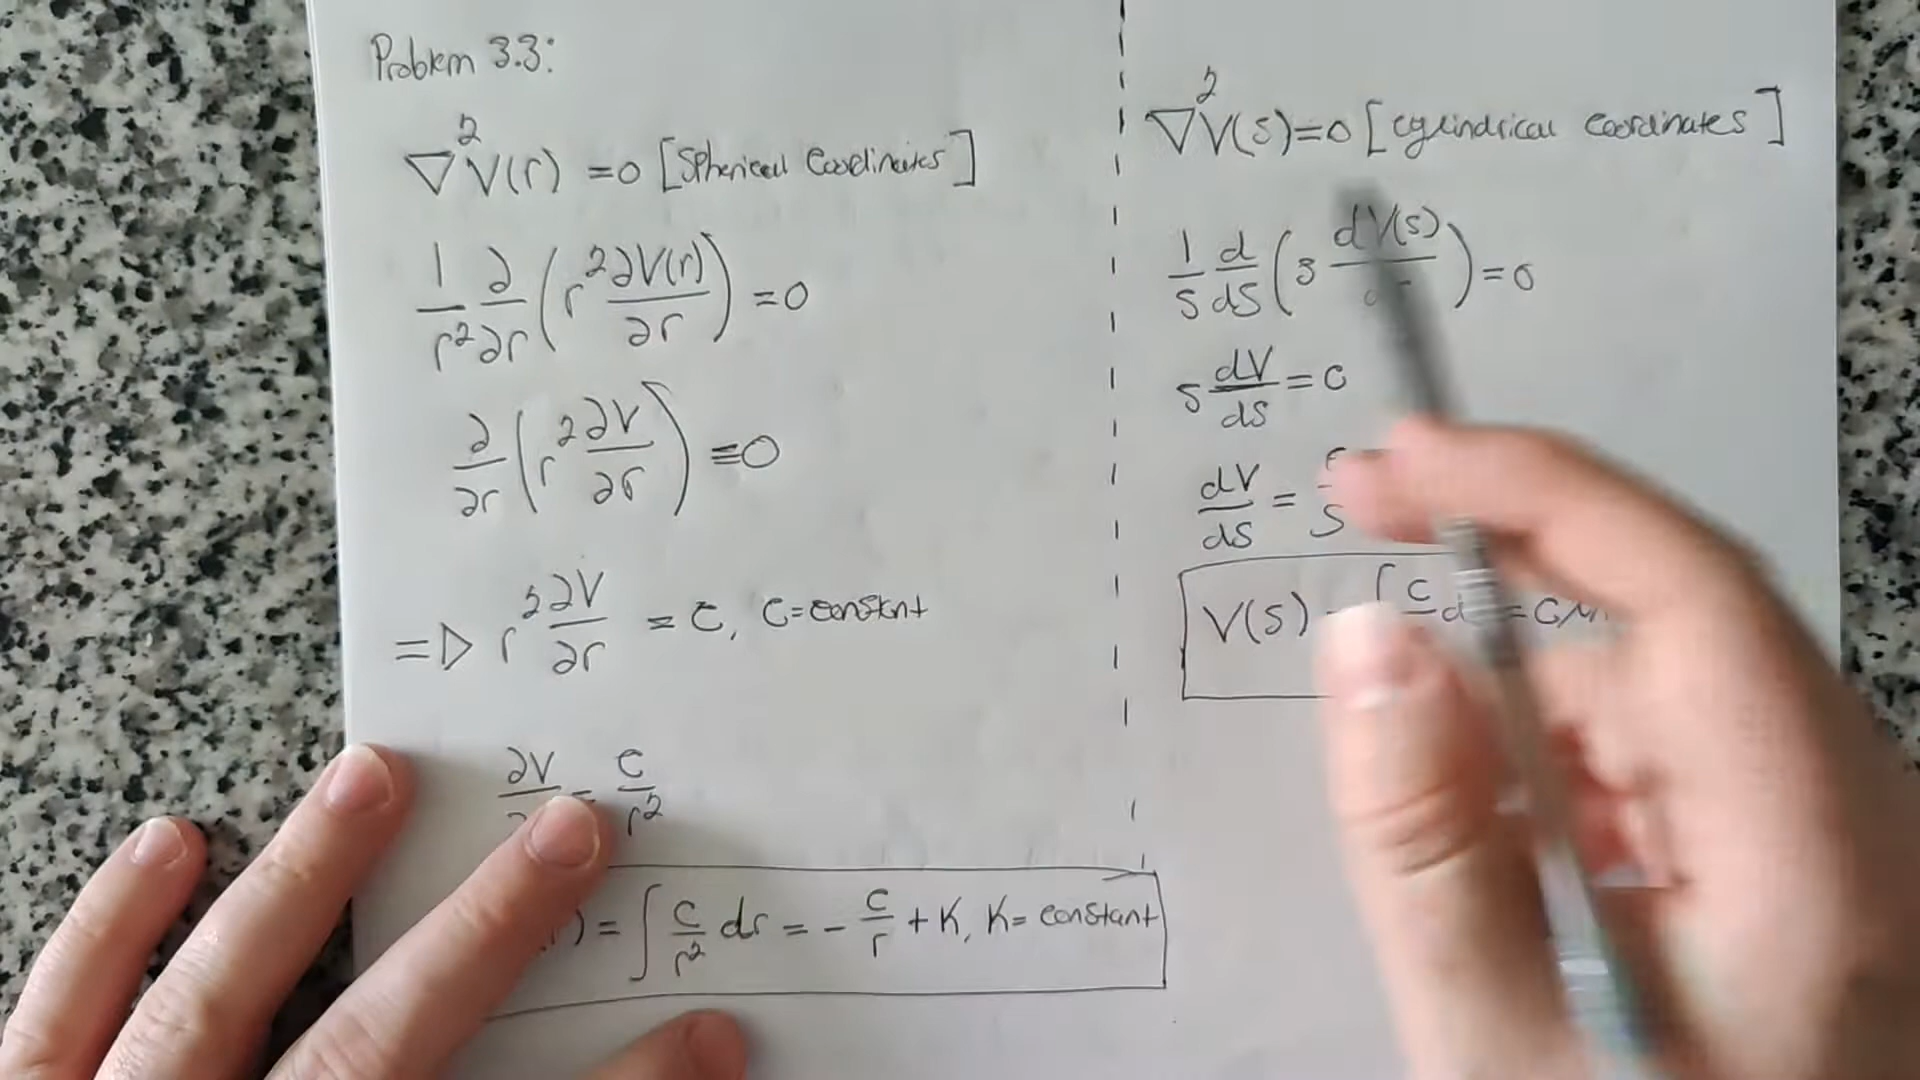 Problem 3.3:
∇²V(r) = 0 [Spherical Coordinates]
1/r² ∂/∂r (r² ∂V(r)/∂r) = 0
∂/∂r (r² ∂V/∂r) = 0
=> r² ∂V/∂r = C, C = constant
∂V/ = C/r²
) = ∫ C/r² dr = - C/r + K, K = constant
∇²V(s) = 0 [cylindrical coordinates]
1/s d/ds (s dV(s)/) = 0
s dV/ds = C
dV/ds = /s
V(s) = ∫ C/ d = C